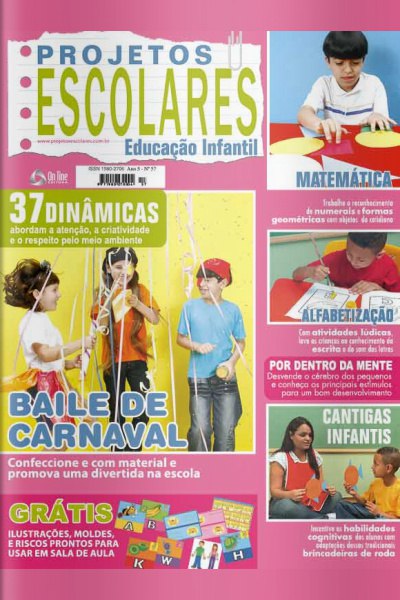 PROJETOS
ESCOLARES
Educação Infantil
www.projetosescolares.com.br
On line
EDITORA
Ano 5 - Nº 57
MATEMÁTICA
Trabalhe o reconhecimento
de numerais e formas
geométricas com objetos do cotidiano
37 DINÂMICAS
abordam a atenção, a criatividade
e o respeito pelo meio ambiente
ALFABETIZAÇÃO
Com atividades lúdicas,
leve as crianças ao conhecimento da
escrita e do som das letras
POR DENTRO DA MENTE
Desvende o cérebro dos pequenos
e conheça os principais estímulos
para um bom desenvolvimento
BAILE DE
CARNAVAL
Confeccione e com material e
promova uma divertida na escola
CANTIGAS
INFANTIS
Incentive as habilidades
cognitivas dos alunos com
adaptações dessas tradicionais
brincadeiras de roda
GRÁTIS
ILUSTRAÇÕES, MOLDES,
E RISCOS PRONTOS PARA
USAR EM SALA DE AULA
A
B
K
W